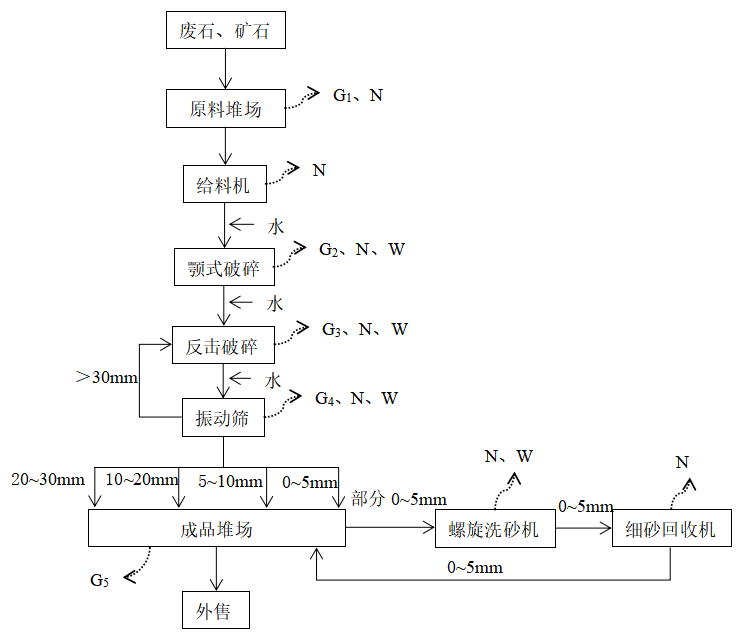 废石、矿石
原料堆场
G1、N
给料机
N
水
颚式破碎
G2、N、W
水
反击破碎
G3、N、W
>30mm
水
振动筛
G4、N、W
20~30mm
10~20mm
5~10mm
0~5mm
部分 0~5mm
N、W
N
成品堆场
螺旋洗砂机
0~5mm
细砂回收机
0~5mm
G5
外售